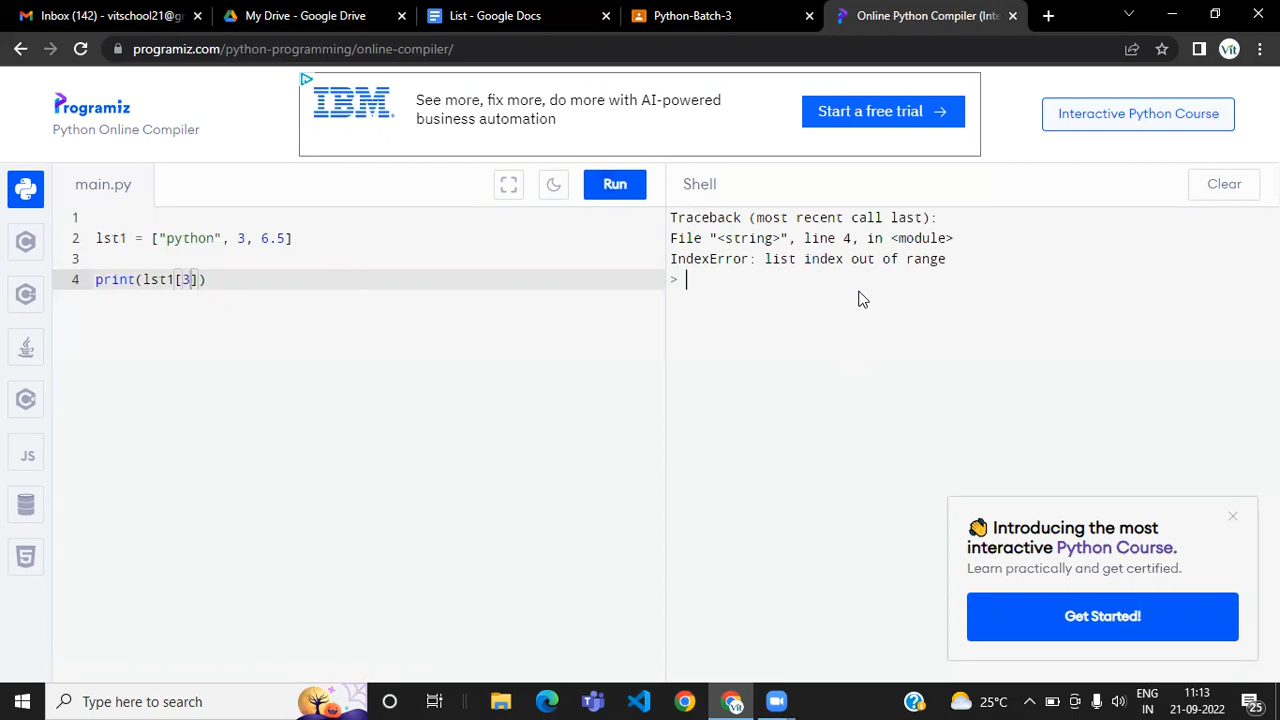 Inbox (142) - vitschool21@g
My Drive - Google Drive
List - Google Docs
Python-Batch-3
Online Python Compiler (Inte
programiz.com/python-programming/online-compiler/
Vit
Programiz
Python Online Compiler
IBM
See more, fix more, do more with AI-powered
business automation
Start a free trial →
Interactive Python Course
main.py
Run
Shell
Clear
1
2 lst1 = ["python", 3, 6.5]
3
4 print(lst1[3])
Traceback (most recent call last):
File "<string>", line 4, in <module>
IndexError: list index out of range
>
JS
👋 Introducing the most
interactive Python Course.
Learn practically and get certified.
Get Started!
Type here to search
25°C
ENG
IN
11:13
21-09-2022
25